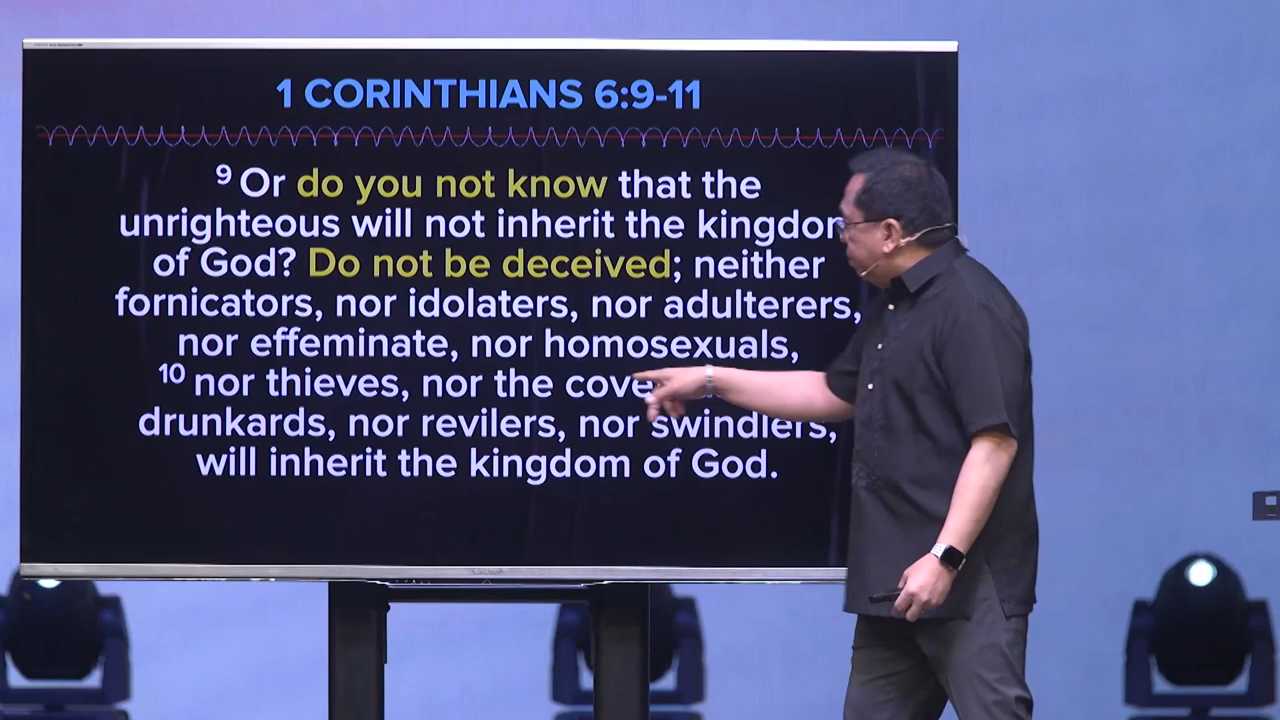 1 CORINTHIANS 6:9-11
9 Or do you not know that the
unrighteous will not inherit the kingdom
of God? Do not be deceived; neither
fornicators, nor idolaters, nor adulterers,
nor effeminate, nor homosexuals,
10 nor thieves, nor the
drunkards, nor revilers, nor swindlers,
will inherit the kingdom of God.